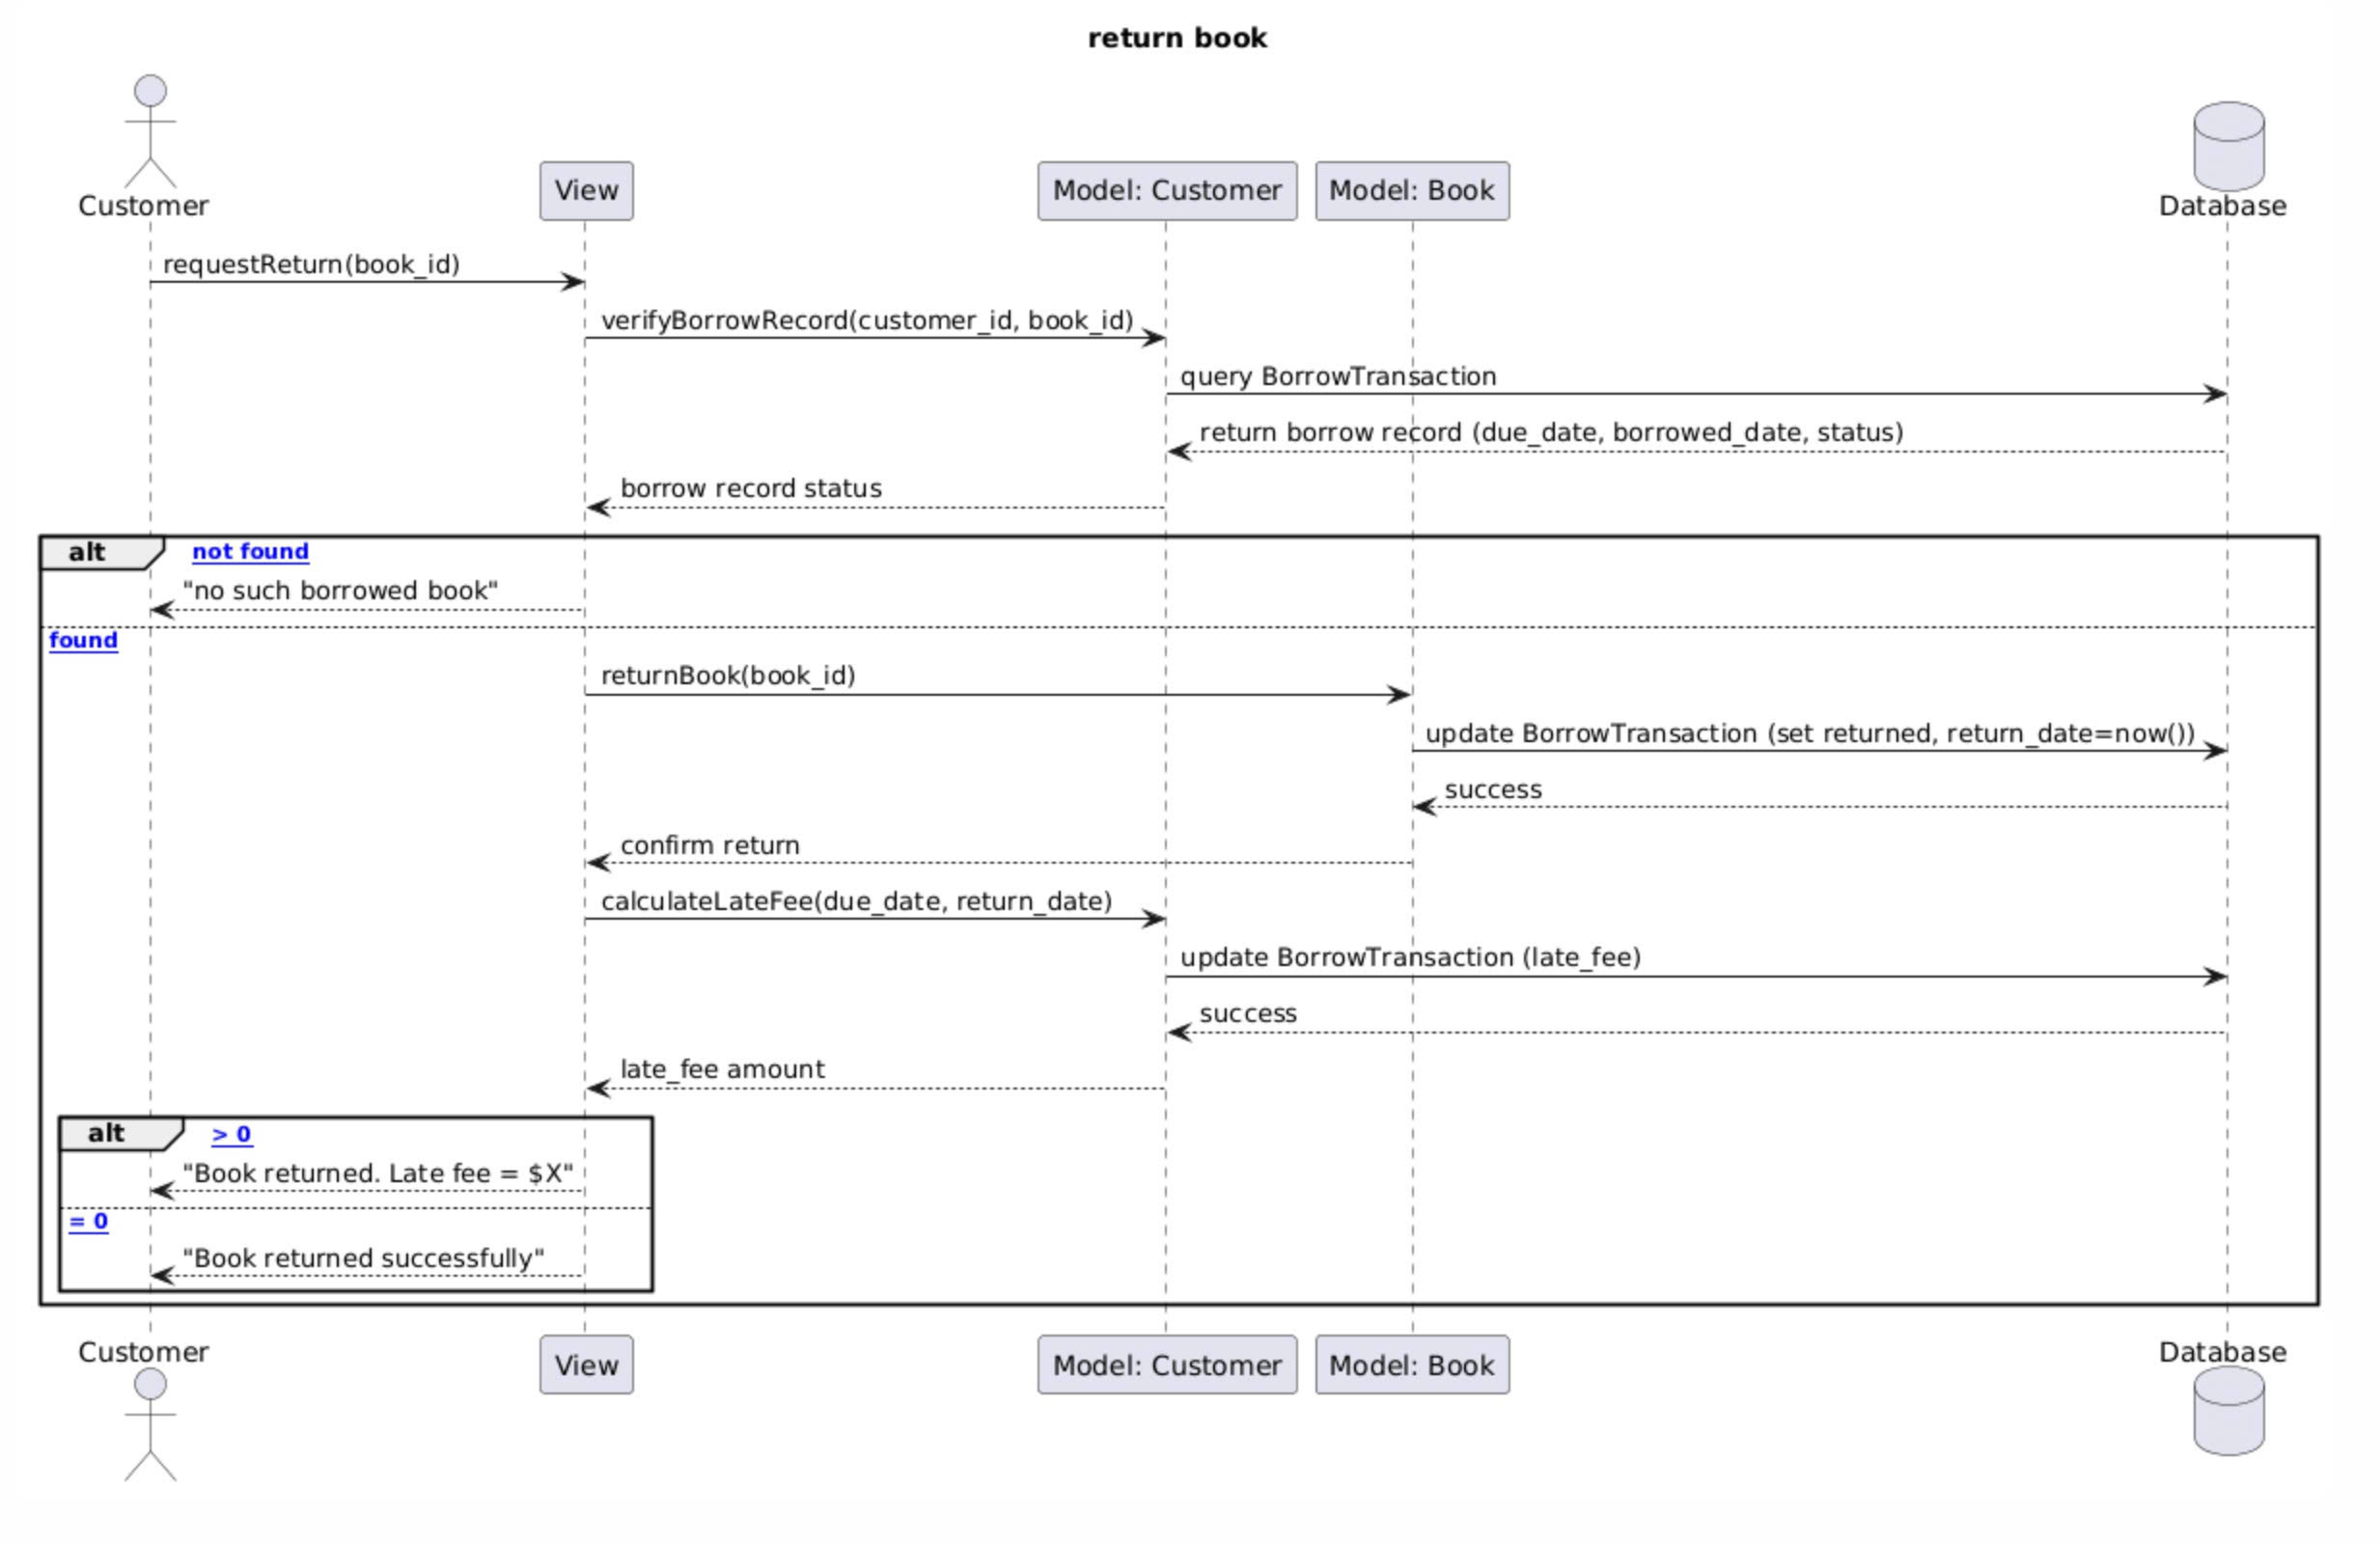 return book
Customer
View
Model: Customer
Model: Book
Database
requestReturn(book_id)
verifyBorrowRecord(customer_id, book_id)
query BorrowTransaction
return borrow record (due_date, borrowed_date, status)
borrow record status
alt
not found
"no such borrowed book"
found
returnBook(book_id)
update BorrowTransaction (set returned, return_date=now())
success
confirm return
calculateLateFee(due_date, return_date)
update BorrowTransaction (late_fee)
success
late_fee amount
alt
> 0
"Book returned. Late fee = $X"
= 0
"Book returned successfully"
Customer
View
Model: Customer
Model: Book
Database